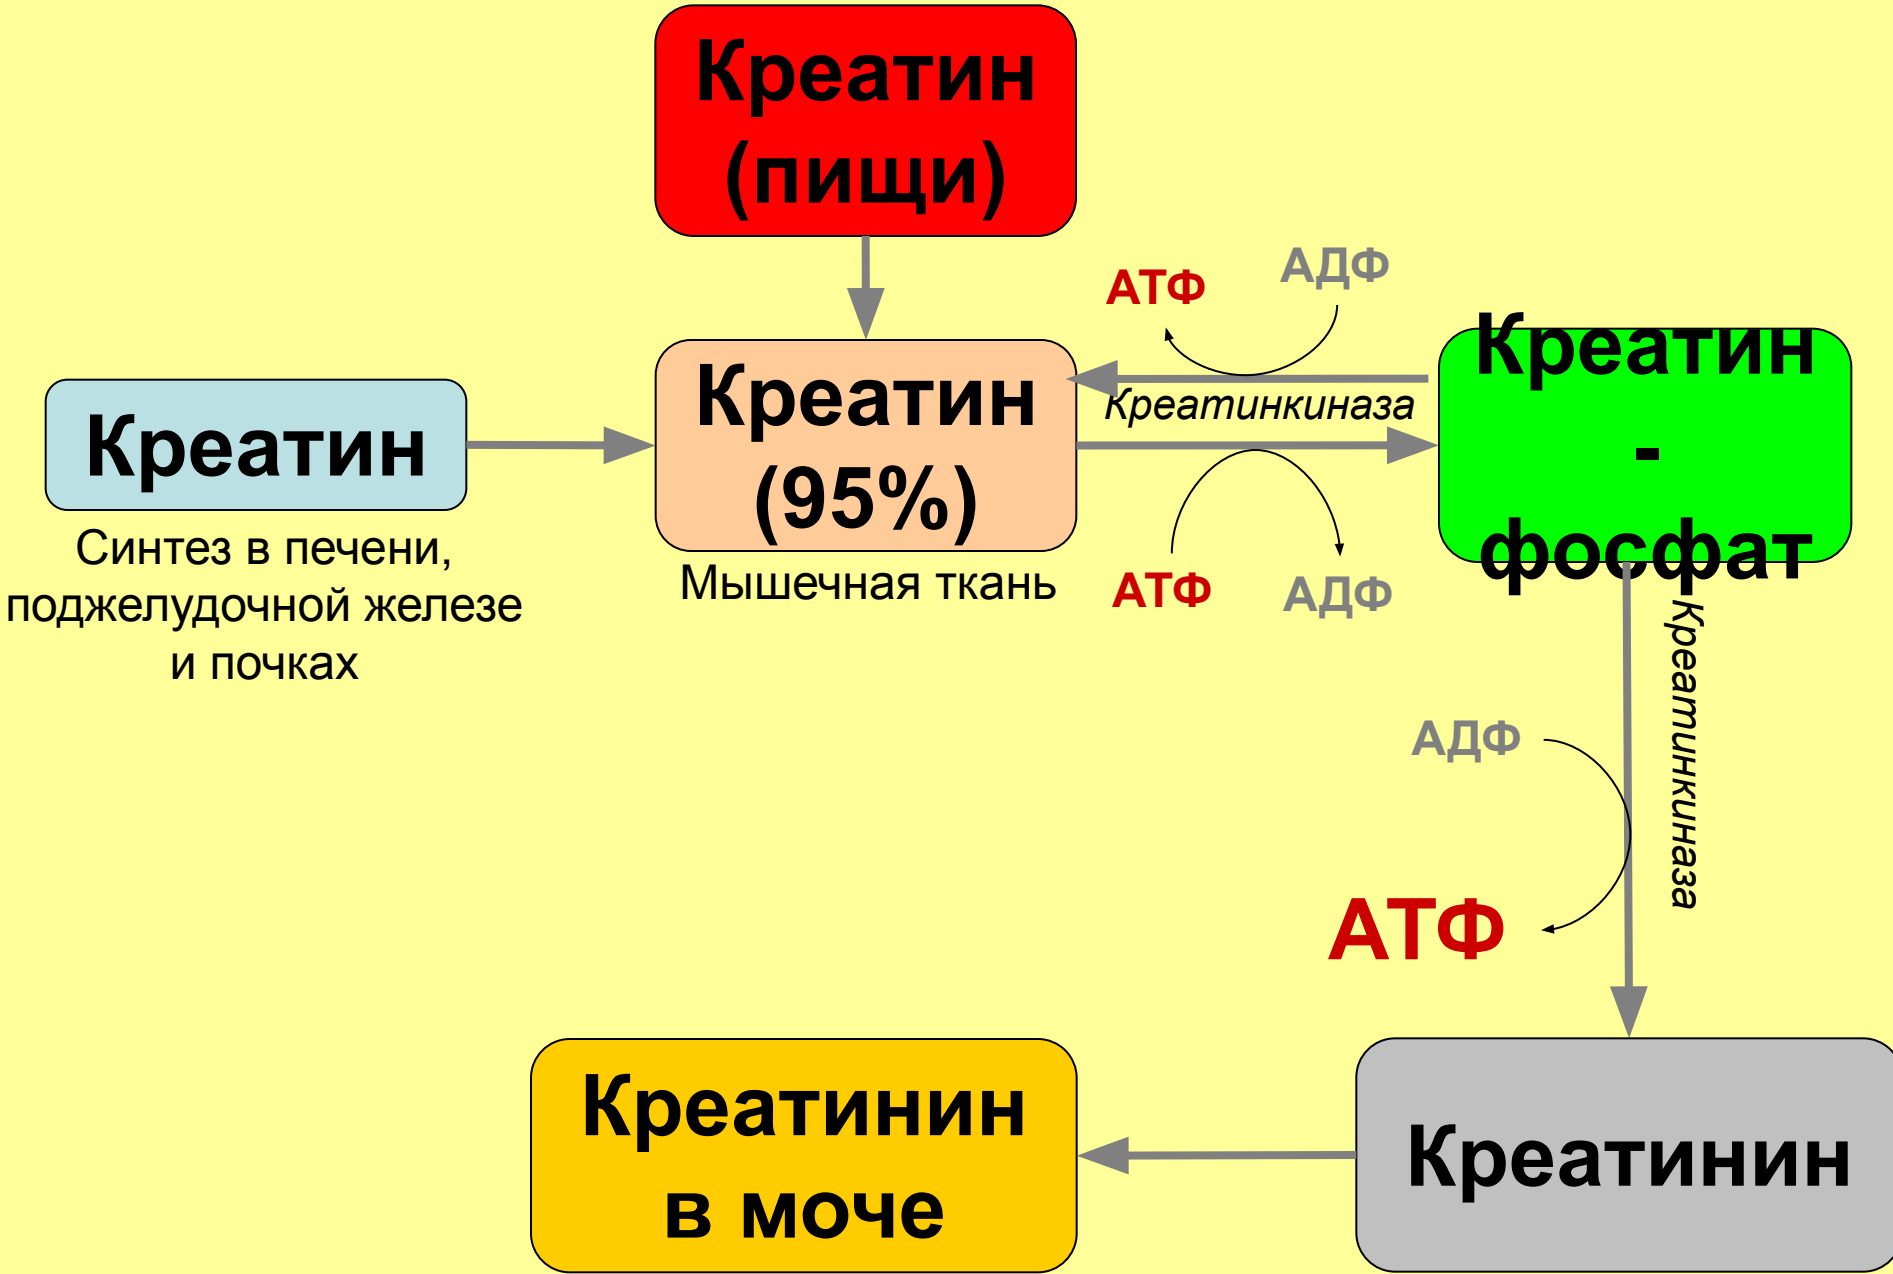 Креатин
(пищи)
АТФ
АДФ
Креатин
-
фосфат
Креатин
(95%)
Креатинкиназа
Креатин
Синтез в печени,
поджелудочной железе
и почках
Мышечная ткань
АТФ
АДФ
Креатинкиназа
АДФ
АТФ
Креатинин
в моче
Креатинин